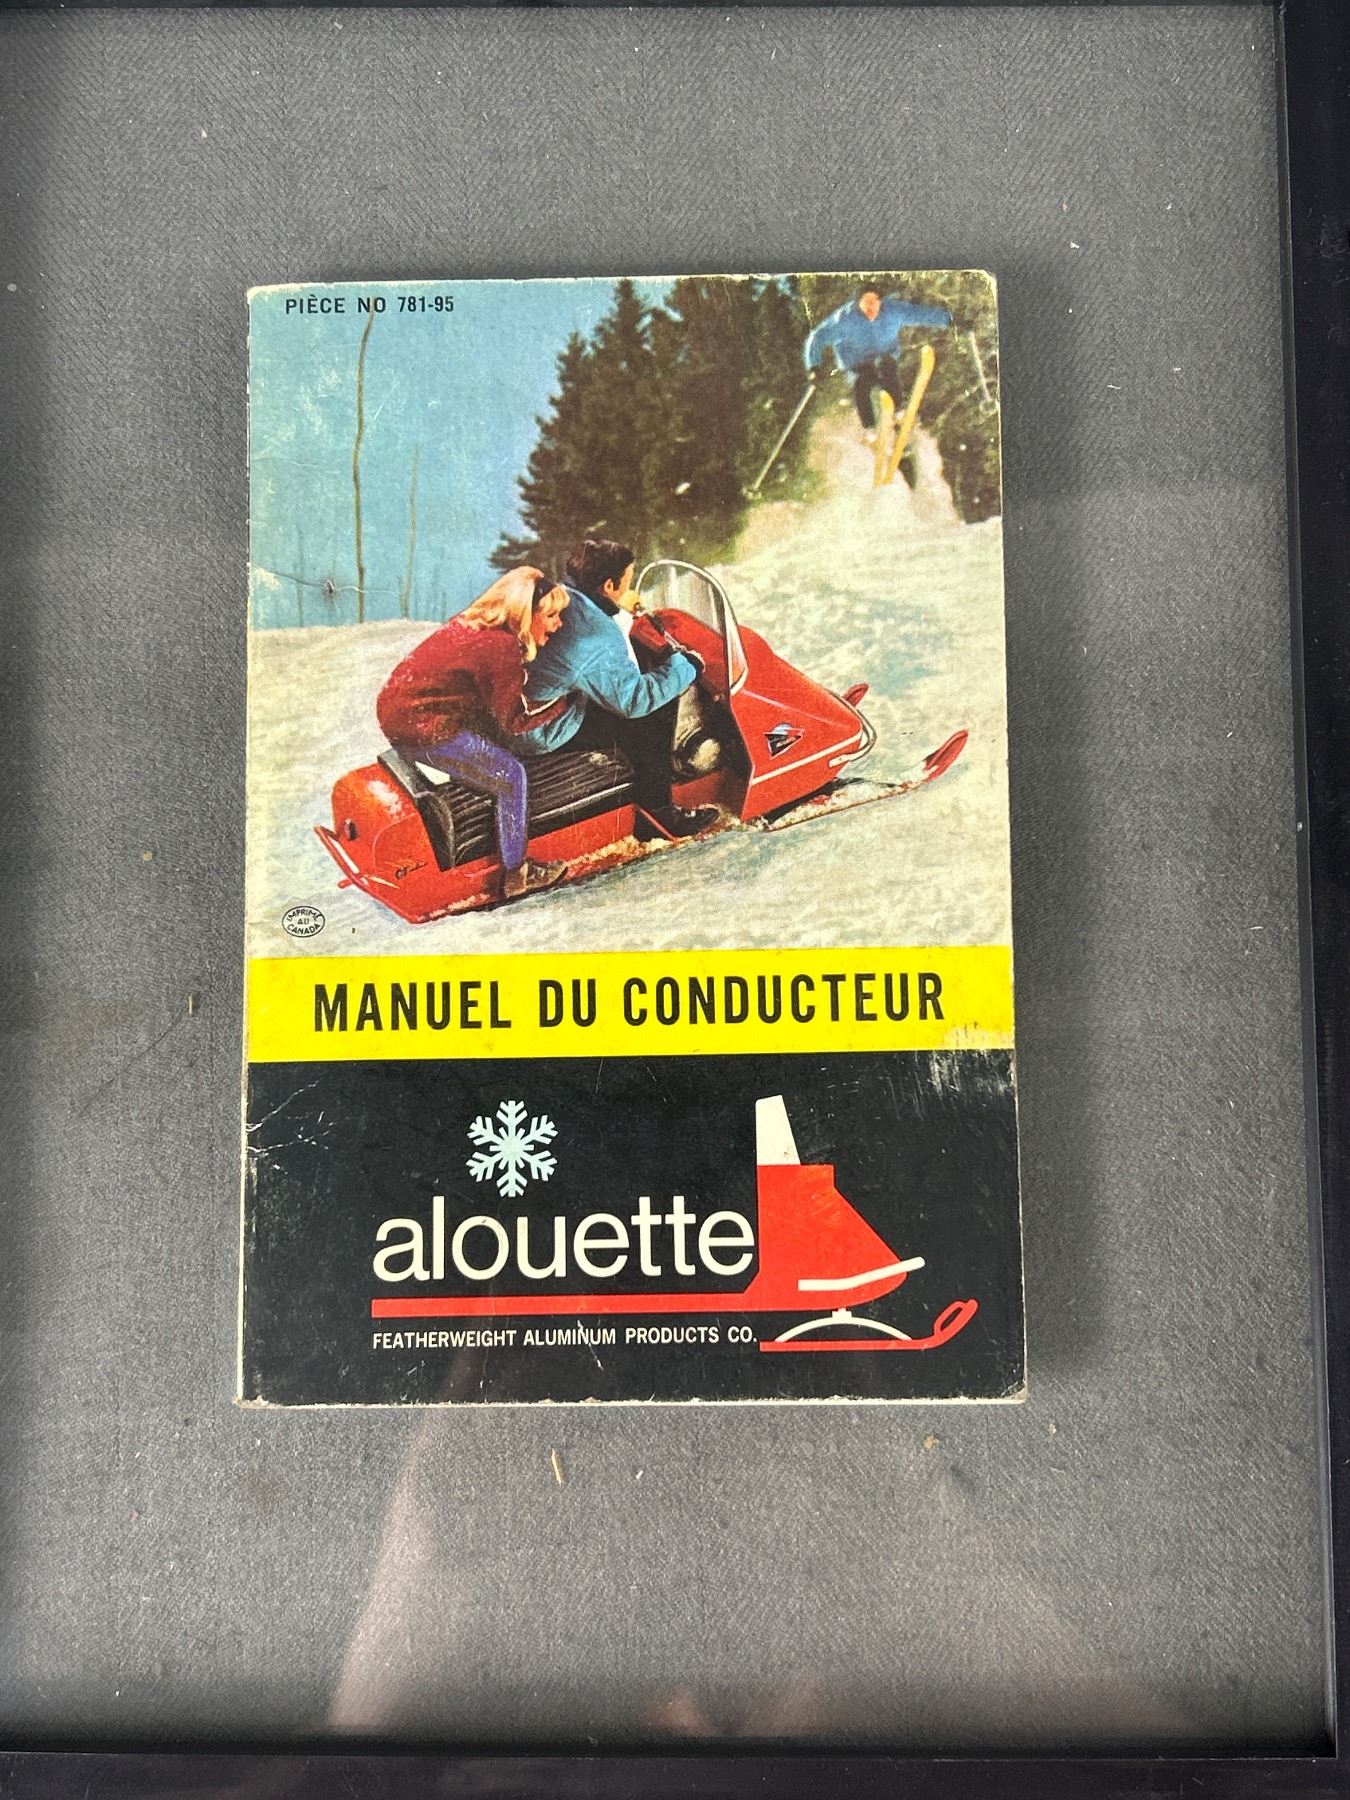 PIÈCE NO 781-95
IMPRIMÉ
AU
CANADA
MANUEL DU CONDUCTEUR
alouette
FEATHERWEIGHT ALUMINUM PRODUCTS CO.